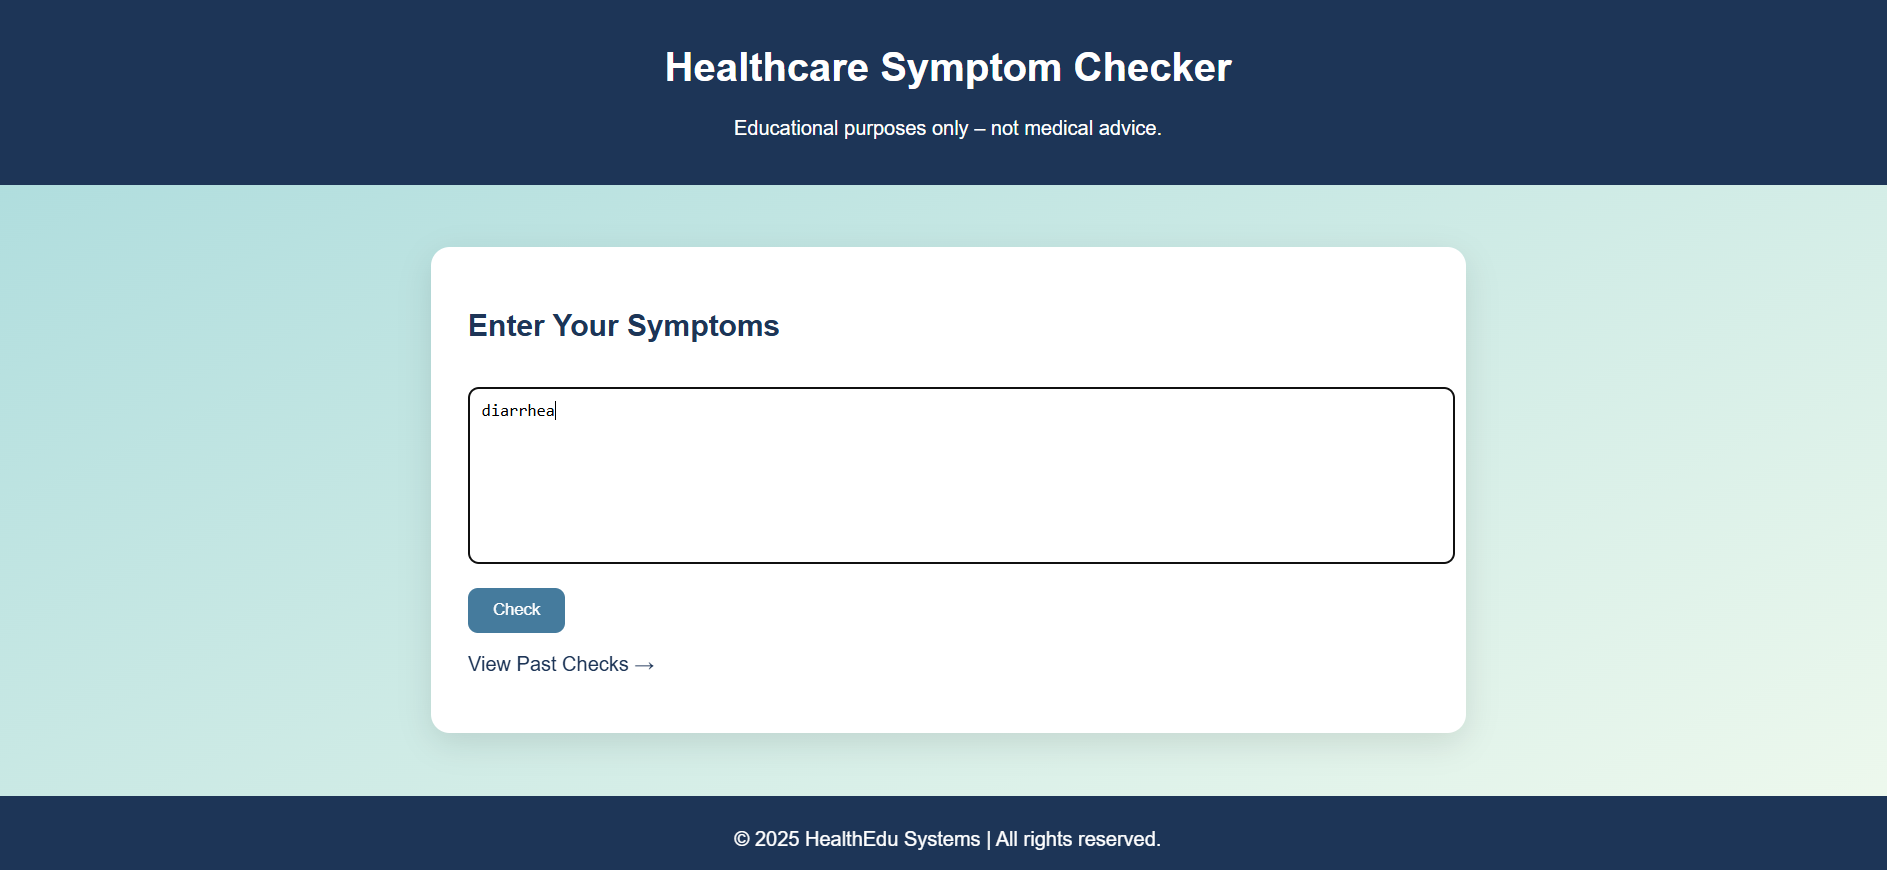 Healthcare Symptom Checker
Educational purposes only – not medical advice.
Enter Your Symptoms
diarrhea
Check
View Past Checks →
© 2025 HealthEdu Systems | All rights reserved.